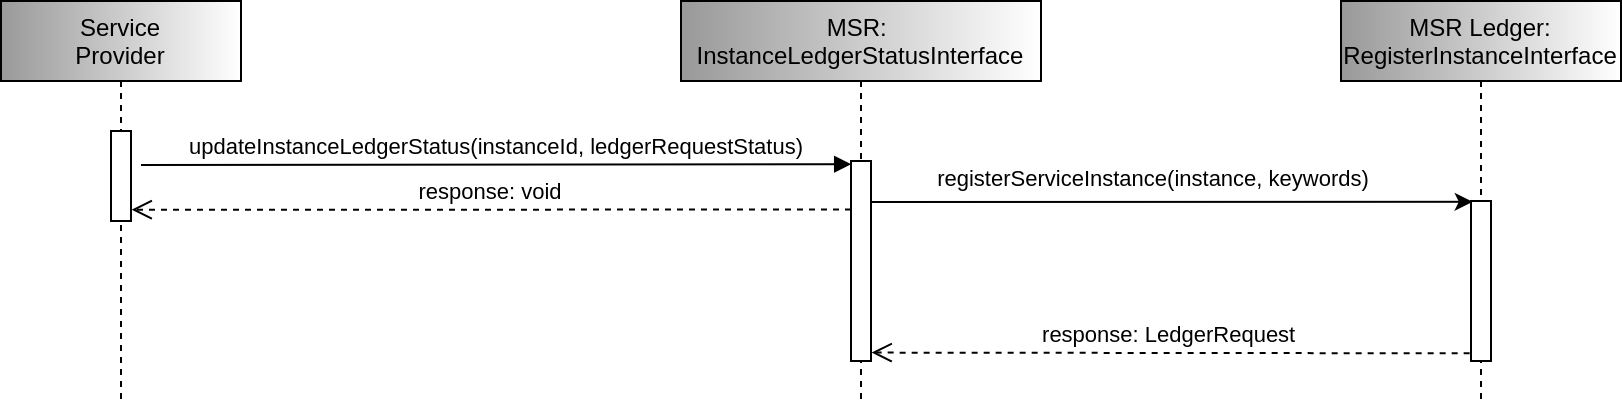 Service
Provider
MSR:
InstanceLedgerStatusInterface
MSR Ledger:
RegisterInstanceInterface
updateInstanceLedgerStatus(instanceId, ledgerRequestStatus)
registerServiceInstance(instance, keywords)
response: void
response: LedgerRequest